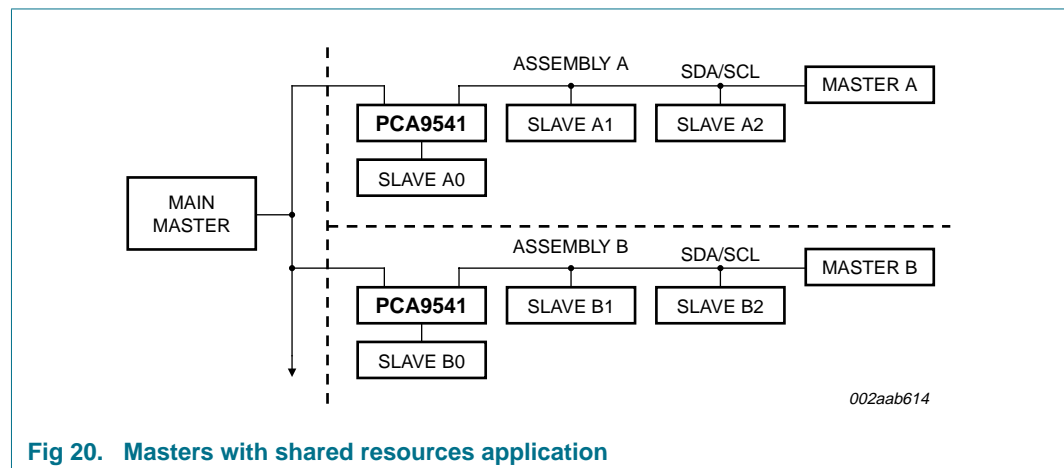 ASSEMBLY A
SDA/SCL
MASTER A
PCA9541
SLAVE A1
SLAVE A2
SLAVE A0
MAIN
MASTER
ASSEMBLY B
SDA/SCL
MASTER B
PCA9541
SLAVE B1
SLAVE B2
SLAVE B0
002aab614
Fig 20. Masters with shared resources application